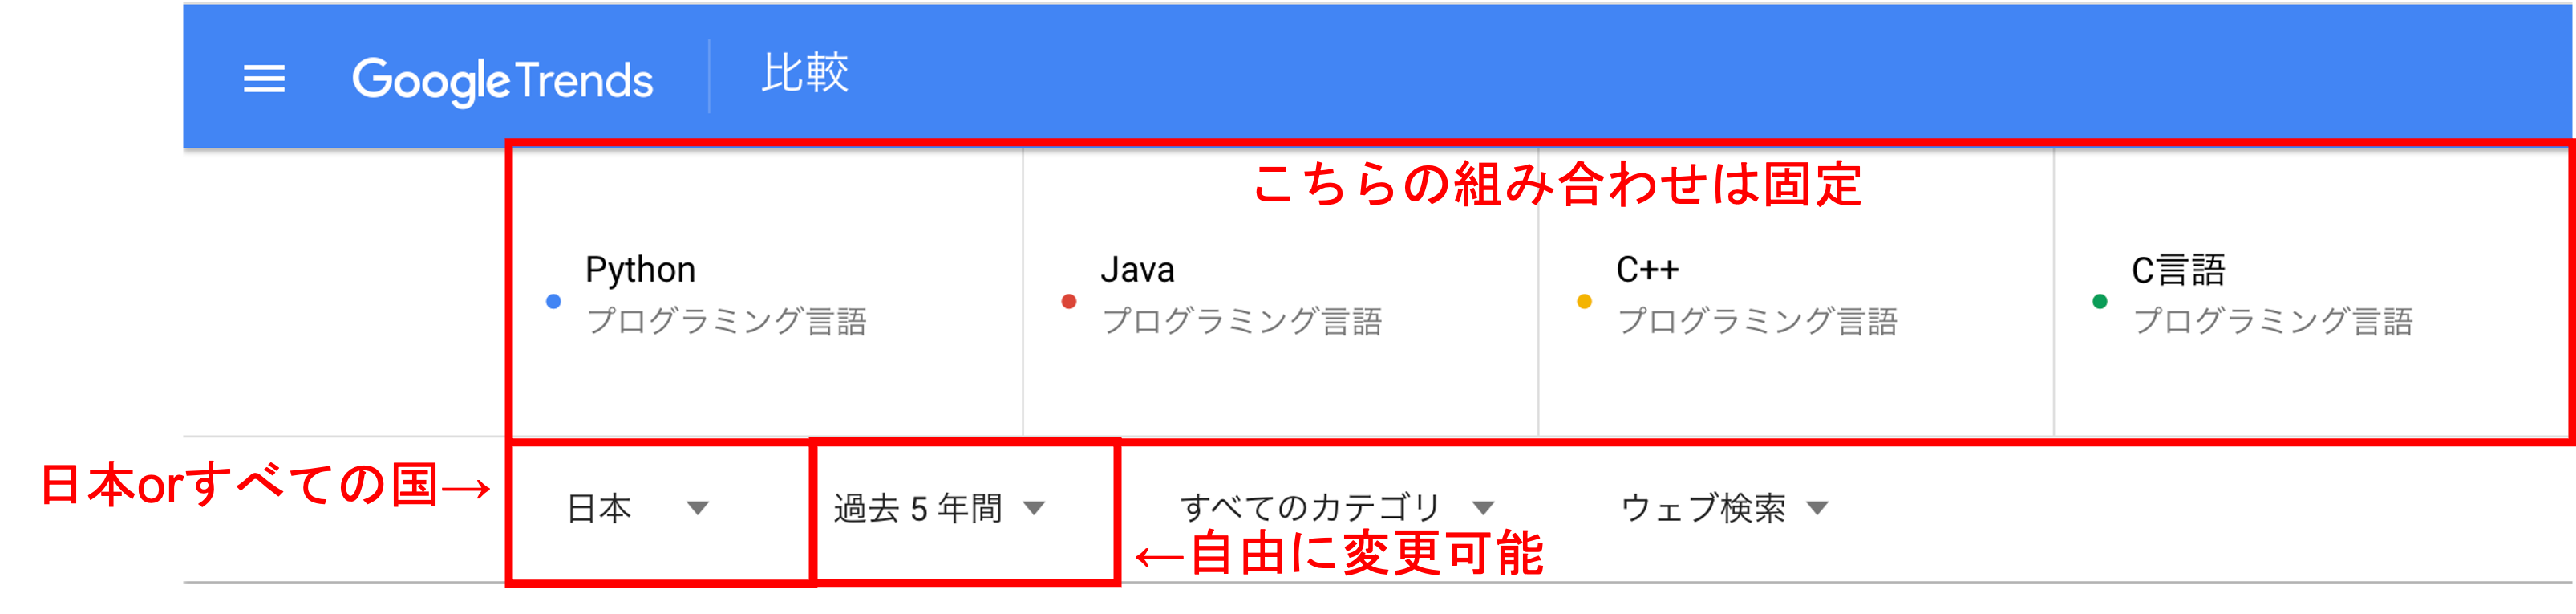 Google Trends 比較
こちらの組み合わせは固定
Python
プログラミング言語
Java
プログラミング言語
C++
プログラミング言語
C言語
プログラミング言語
日本orすべての国→
日本
過去 5 年間
すべてのカテゴリ
ウェブ検索
←自由に変更可能